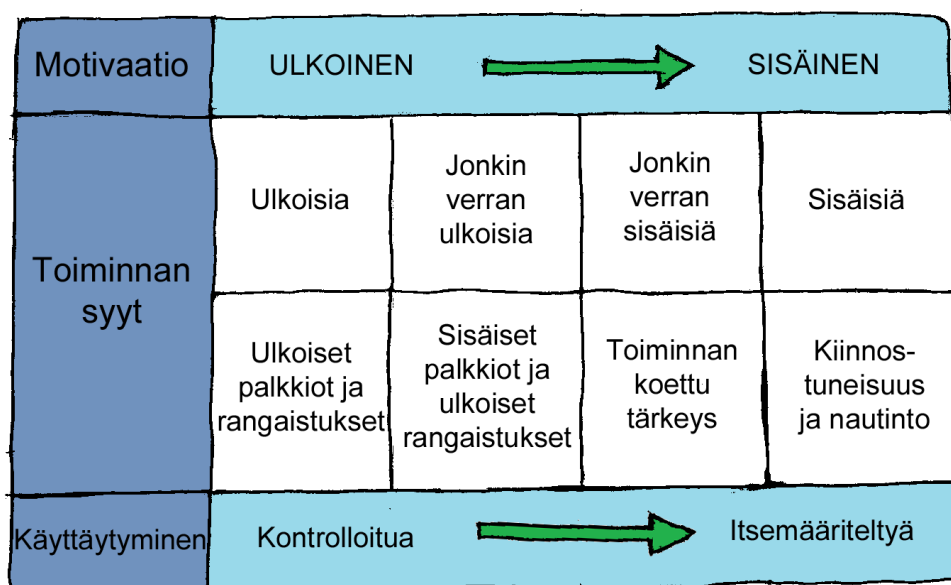 Motivaatio
ULKOINEN
SISÄINEN
Toiminnan
syyt
Ulkoisia
Jonkin
verran
ulkoisia
Jonkin
verran
sisäisiä
Sisäisiä
Ulkoiset
palkkiot ja
rangaistukset
Sisäiset
palkkiot ja
ulkoiset
rangaistukset
Toiminnan
koettu
tärkeys
Kiinnos-
tuneisuus
ja nautinto
Käyttäytyminen
Kontrolloitua
Itsemääriteltyä